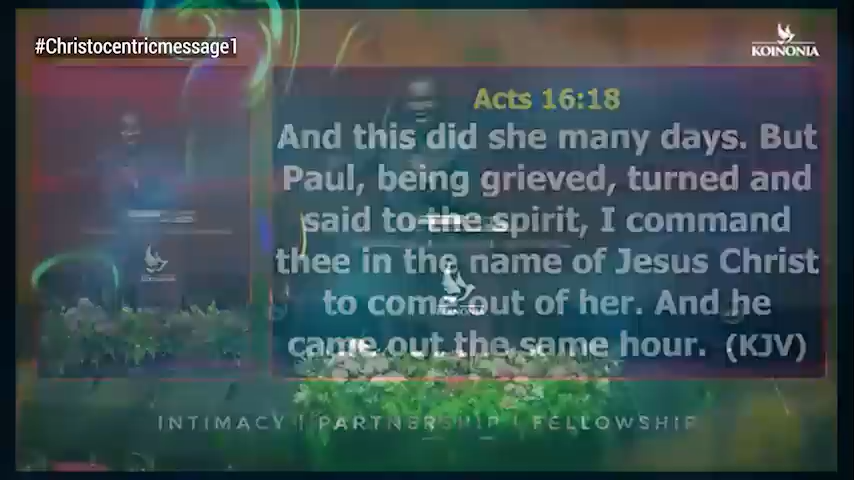 #Christocentricmessage1
KOINONIA
Acts 16:18
And this did she many days. But
Paul, being grieved, turned and
said to the spirit, I command
thee in the name of Jesus Christ
to come out of her. And he
came out the same hour. (KJV)
INTIMACY | PARTNERSHIP | FELLOWSHIP